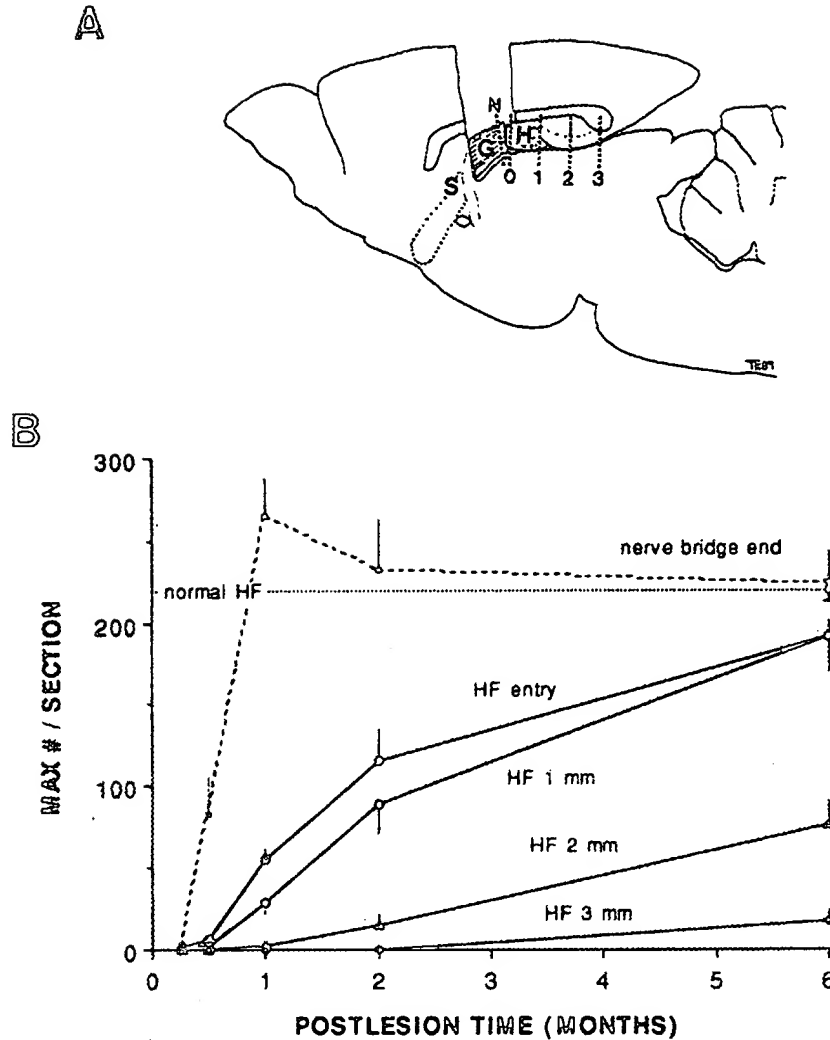 A
N
G H
S 0 1 2 3
B
300
nerve bridge end
normal HF
200
HF entry
HF 1 mm
100
HF 2 mm
HF 3 mm
0
MAX # / SECTION
0 1 2 3 4 5 6
POSTLESION TIME (MONTHS)